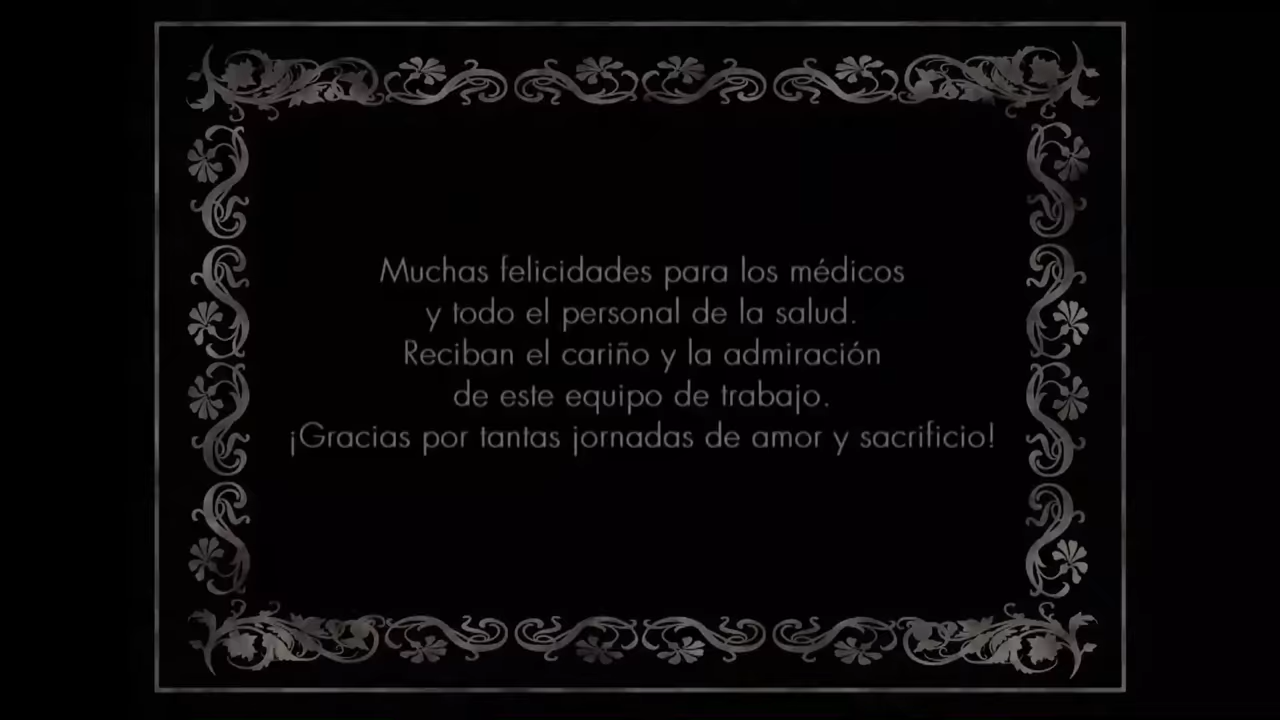 Muchas felicidades para los médicos
y todo el personal de la salud.
Reciban el cariño y la admiración
de este equipo de trabajo.
¡Gracias por tantas jornadas de amor y sacrificio!